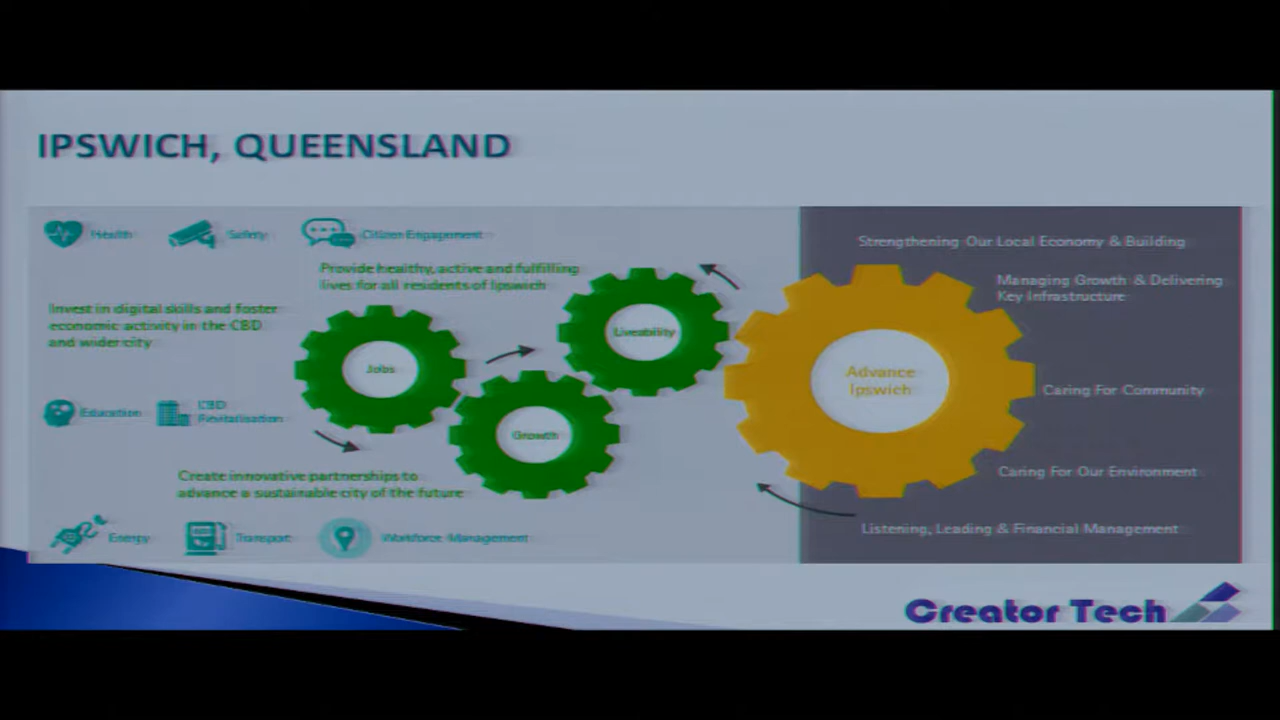 IPSWICH, QUEENSLAND
Health
Safety
Citizen Engagement
Provide healthy, active and fulfilling
lives for all residents of Ipswich
Invest in digital skills and foster
economic activity in the CBD
and wider city
Jobs
Growth
Liveability
Education
CBD
Revitalisation
Create innovative partnerships to
advance a sustainable city of the future
Energy
Transport
Workforce Management
Advance
Ipswich
Strengthening Our Local Economy & Building
Managing Growth & Delivering
Key Infrastructure
Caring For Community
Caring For Our Environment
Listening, Leading & Financial Management
Creator Tech